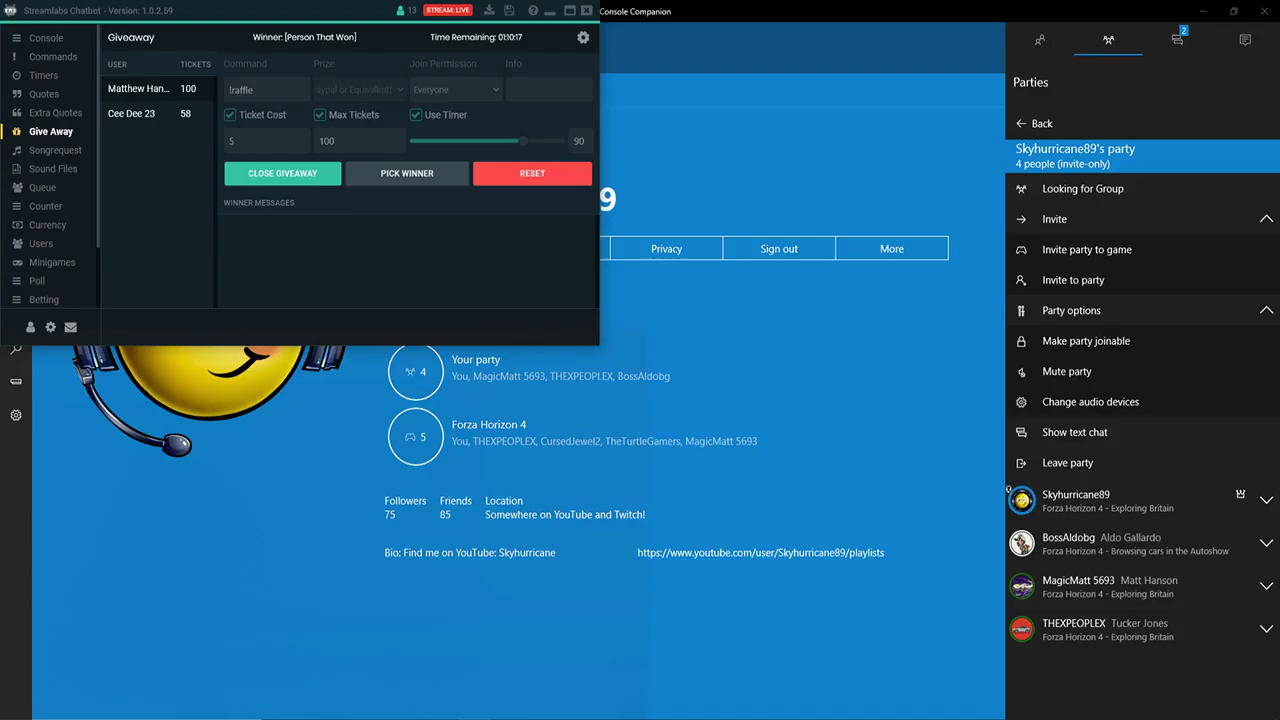 Streamlabs Chatbot - Version: 1.0.2.59
13
STREAM: LIVE
Console
Commands
Timers
Quotes
Extra Quotes
Give Away
Songrequest
Sound Files
Queue
Counter
Currency
Users
Minigames
Poll
Betting
Giveaway
Winner: [Person That Won]
Time Remaining: 01:10:17
USER TICKETS
Matthew Han... 100
Cee Dee 23 58
Command Prize Join Permission Info
!raffle
aypal or Equivalent!
Everyone
Ticket Cost
Max Tickets
Use Timer
5
100
90
CLOSE GIVEAWAY
PICK WINNER
RESET
WINNER MESSAGES
Console Companion
9
Privacy
Sign out
More
4
Your party
You, MagicMatt 5693, THEXPEOPLEX, BossAldobg
5
Forza Horizon 4
You, THEXPEOPLEX, CursedJewel2, TheTurtleGamers, MagicMatt 5693
Followers Friends Location
75 85 Somewhere on YouTube and Twitch!
Bio: Find me on YouTube: Skyhurricane https://www.youtube.com/user/Skyhurricane89/playlists
2
Parties
Back
Skyhurricane89's party
4 people (invite-only)
Looking for Group
Invite
Invite party to game
Invite to party
Party options
Make party joinable
Mute party
Change audio devices
Show text chat
Leave party
Skyhurricane89
Forza Horizon 4 - Exploring Britain
BossAldobg Aldo Gallardo
Forza Horizon 4 - Browsing cars in the Autoshow
MagicMatt 5693 Matt Hanson
Forza Horizon 4 - Exploring Britain
THEXPEOPLEX Tucker Jones
Forza Horizon 4 - Exploring Britain